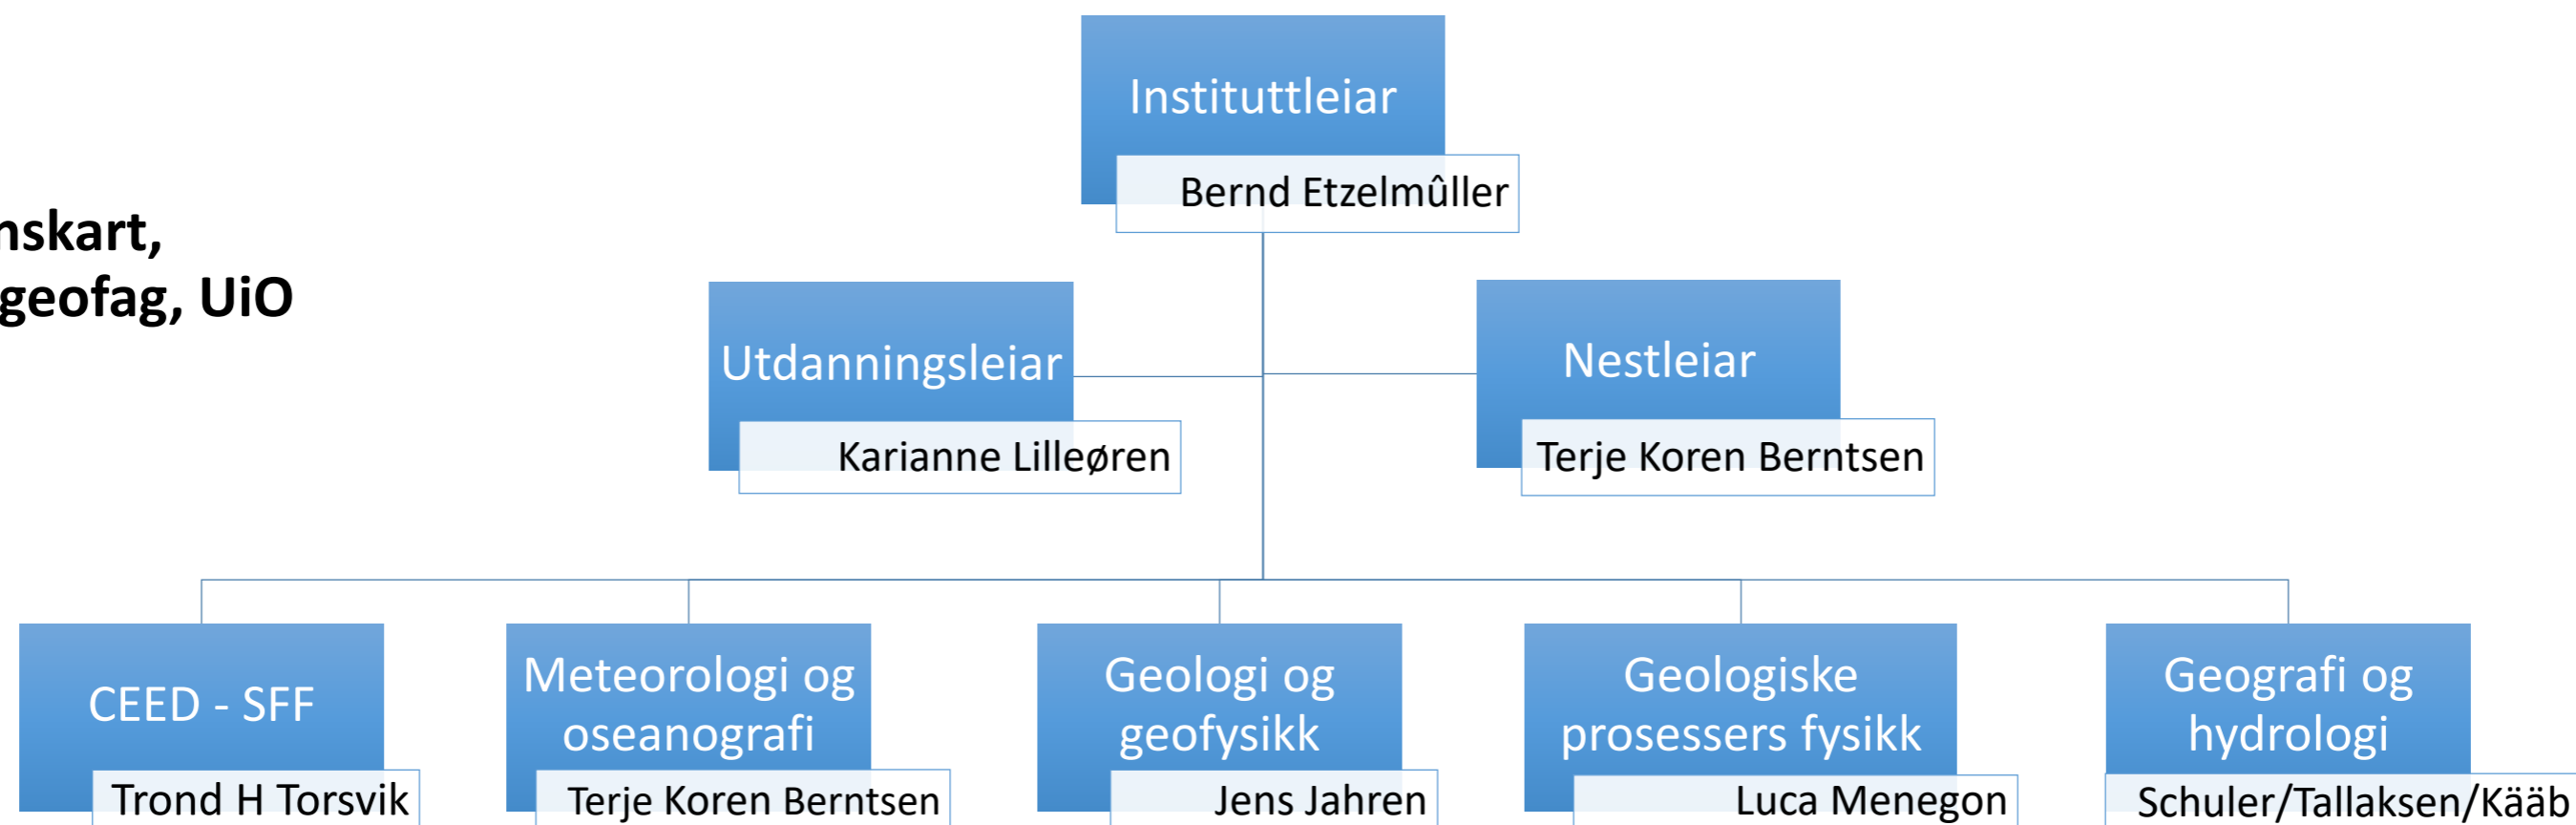 Instituttleiar
Bernd Etzelmûller
nskart,
geofag, UiO
Utdanningsleiar
Karianne Lilleøren
Nestleiar
Terje Koren Berntsen
CEED - SFF
Trond H Torsvik
Meteorologi og
oseanografi
Terje Koren Berntsen
Geologi og
geofysikk
Jens Jahren
Geologiske
prosessers fysikk
Luca Menegon
Geografi og
hydrologi
Schuler/Tallaksen/Kääb